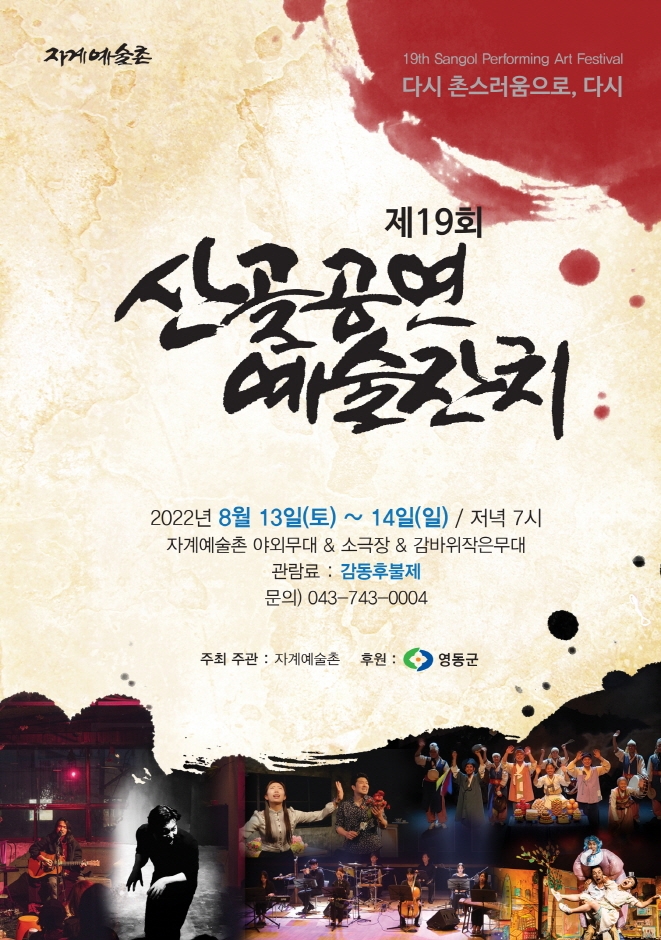 자계예술촌
19th Sangol Performing Art Festival
다시 촌스러움으로, 다시
제19회
산골공연
예술잔치
2022년 8월 13일(토) ~ 14일(일) / 저녁 7시
자계예술촌 야외무대 & 소극장 & 감바위작은무대
관람료 : 감동후불제
문의) 043-743-0004
주최 주관 : 자계예술촌 후원 : 영동군